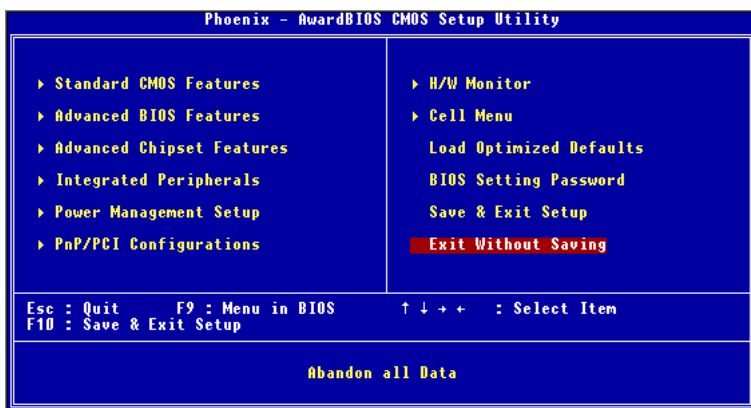 Phoenix - AwardBIOS CMOS Setup Utility
▸ Standard CMOS Features
▸ Advanced BIOS Features
▸ Advanced Chipset Features
▸ Integrated Peripherals
▸ Power Management Setup
▸ PnP/PCI Configurations
▸ H/W Monitor
▸ Cell Menu
Load Optimized Defaults
BIOS Setting Password
Save & Exit Setup
Exit Without Saving
Esc : Quit F9 : Menu in BIOS ↑ ↓ → ← : Select Item
F10 : Save & Exit Setup
Abandon all Data